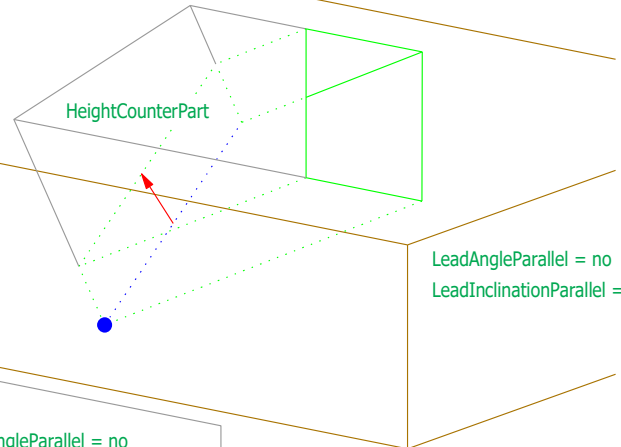 HeightCounterPart
LeadAngleParallel = no
LeadInclinationParallel =
ngleParallel = no